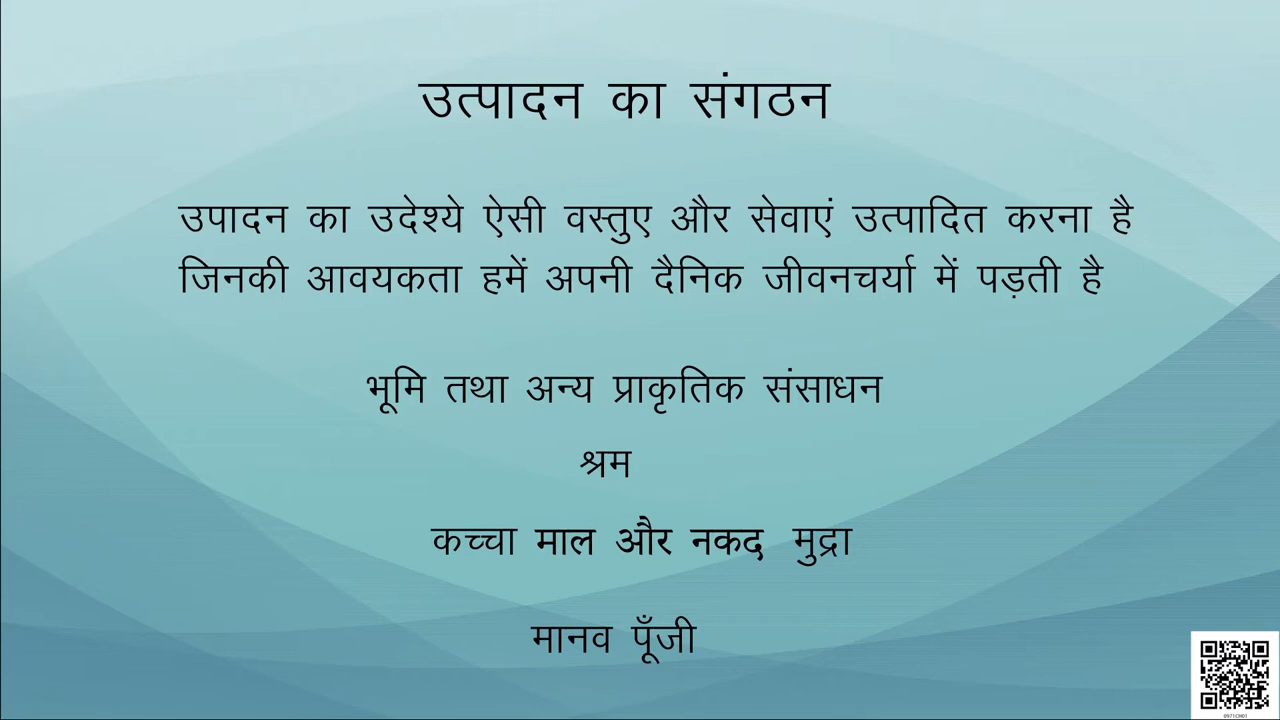 उत्पादन का संगठन
उपादन का उदेश्ये ऐसी वस्तुए और सेवाएं उत्पादित करना है
जिनकी आवयकता हमें अपनी दैनिक जीवनचर्या में पड़ती है
भूमि तथा अन्य प्राकृतिक संसाधन
श्रम
कच्चा माल और नकद मुद्रा
मानव पूँजी
0971CH01